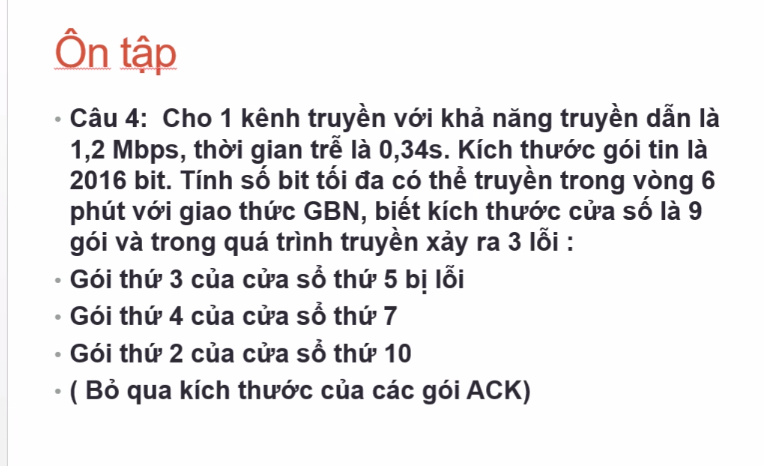 Ôn tập
• Câu 4: Cho 1 kênh truyền với khả năng truyền dẫn là
1,2 Mbps, thời gian trễ là 0,34s. Kích thước gói tin là
2016 bit. Tính số bit tối đa có thể truyền trong vòng 6
phút với giao thức GBN, biết kích thước cửa số là 9
gói và trong quá trình truyền xảy ra 3 lỗi :
• Gói thứ 3 của cửa sổ thứ 5 bị lỗi
• Gói thứ 4 của cửa sổ thứ 7
• Gói thứ 2 của cửa sổ thứ 10
• ( Bỏ qua kích thước của các gói ACK)